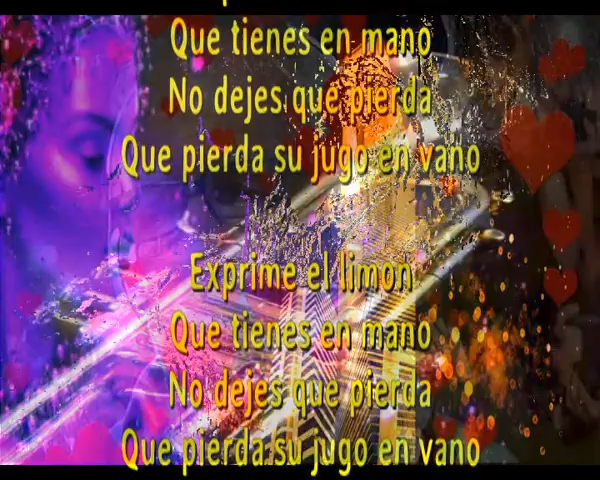 Que tienes en mano
No dejes que pierda
Que pierda su jugo en vano
Exprime el limon
Que tienes en mano
No dejes que pierda
Que pierda su jugo en vano